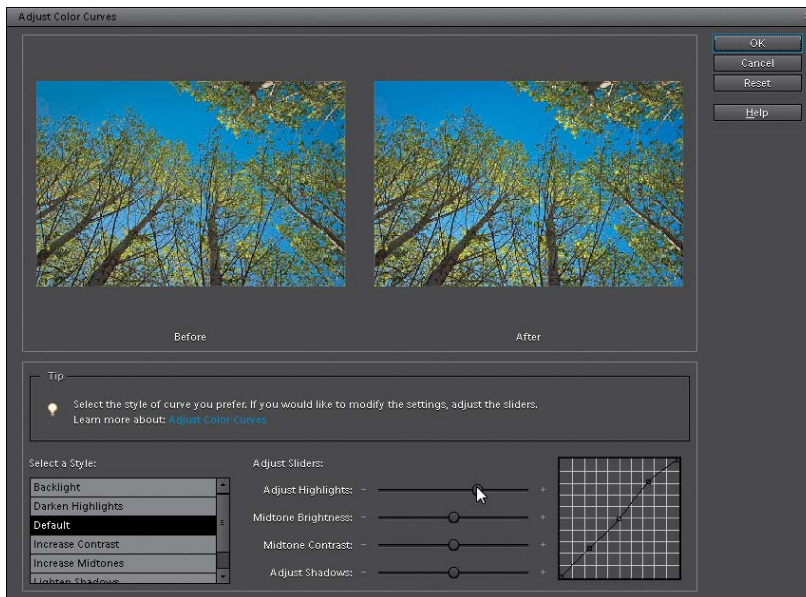 Adjust Color Curves
OK
Cancel
Reset
Help
Before
After
Tip
Select the style of curve you prefer. If you would like to modify the settings, adjust the sliders.
Learn more about: Adjust Color Curves
Select a Style:
Backlight
Darken Highlights
Default
Increase Contrast
Increase Midtones
Lighten Shadows
Adjust Sliders:
Adjust Highlights: - +
Midtone Brightness: - +
Midtone Contrast: - +
Adjust Shadows: - +